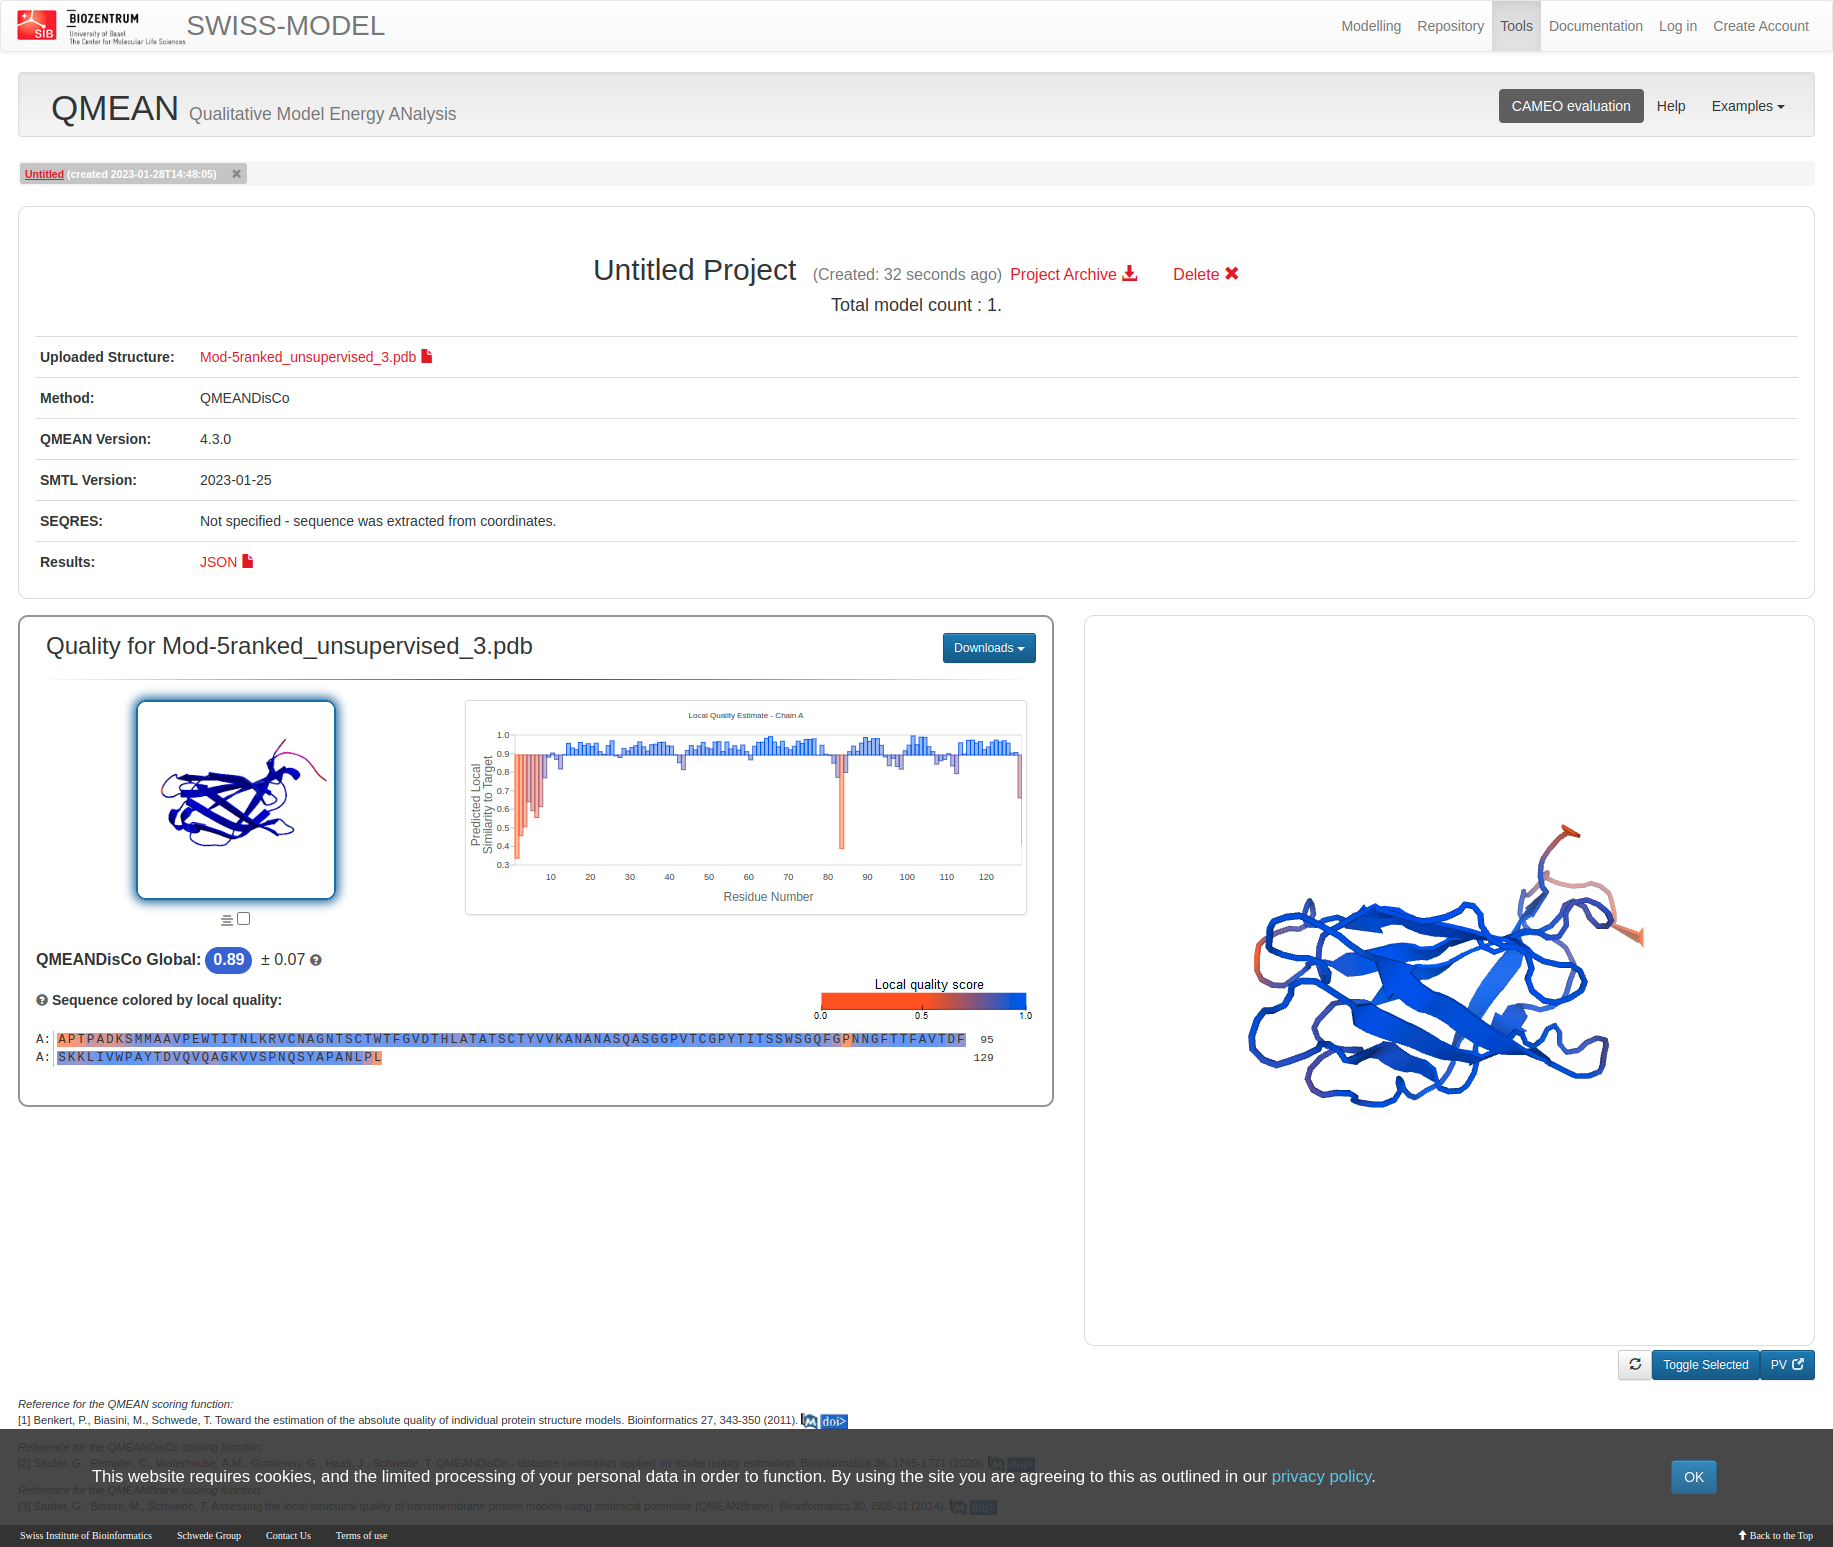 SIB
BIOZENTRUM
University of Basel
The Center for Molecular Life Sciences
SWISS-MODEL
Modelling Repository Tools Documentation Log in Create Account
QMEAN Qualitative Model Energy ANalysis
CAMEO evaluation Help Examples
Untitled (created 2023-01-28T14:48:05)
Untitled Project (Created: 32 seconds ago) Project Archive Delete
Total model count : 1.
Uploaded Structure: Mod-5ranked_unsupervised_3.pdb
Method: QMEANDisCo
QMEAN Version: 4.3.0
SMTL Version: 2023-01-25
SEQRES: Not specified - sequence was extracted from coordinates.
Results: JSON
Quality for Mod-5ranked_unsupervised_3.pdb
Downloads
Local Quality Estimate - Chain A
Predicted Local
Similarity to Target
1.0
0.9
0.8
0.7
0.6
0.5
0.4
0.3
10 20 30 40 50 60 70 80 90 100 110 120
Residue Number
QMEANDisCo Global: 0.89 ± 0.07
Sequence colored by local quality:
Local quality score
0.0 0.5 1.0
A: APTPADKSMMAAVPEWTITNLKRVCNAGNTSCTWTFGVDTHLATATSCTYVVKANANASQASGGPVTCGPYTITSSWSGQFGPNNGFTTFAVTDF 95
A: SKKLIVWPAYTDVQVQAGKVVSPNQSYAPANLPL 129
Toggle Selected PV
Reference for the QMEAN scoring function:
[1] Benkert, P., Biasini, M., Schwede, T. Toward the estimation of the absolute quality of individual protein structure models. Bioinformatics 27, 343-350 (2011). doi>
Reference for the QMEANDisCo scoring function:
[2] Studer, G., Rempfer, C., Waterhouse, A.M., Gumienny, G., Haas, J., Schwede, T. QMEANDisCo - distance constraints applied on model quality estimation. Bioinformatics 36, 1765-1771 (2020). doi>
This website requires cookies, and the limited processing of your personal data in order to function. By using the site you are agreeing to this as outlined in our privacy policy.
OK
Reference for the QMEANBrane scoring function:
[3] Studer, G., Biasini, M., Schwede, T. Assessing the local structural quality of transmembrane protein models using statistical potentials (QMEANBrane). Bioinformatics 30, i505-11 (2014). doi>
Swiss Institute of Bioinformatics Schwede Group Contact Us Terms of use Back to the Top